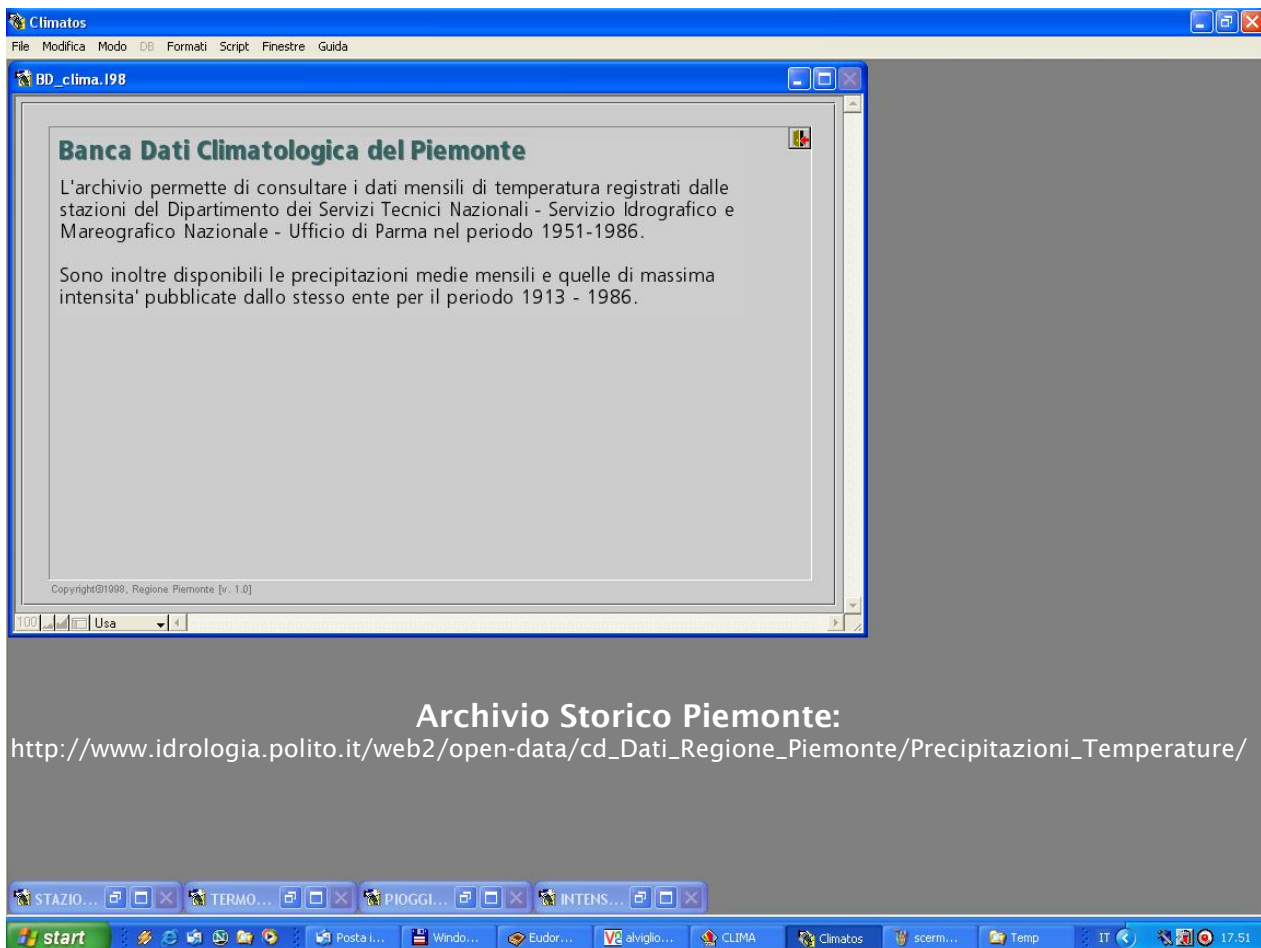 Climatos
File Modifica Modo DB Formati Script Finestre Guida
BD_clima.I98
Banca Dati Climatologica del Piemonte
L'archivio permette di consultare i dati mensili di temperatura registrati dalle
stazioni del Dipartimento dei Servizi Tecnici Nazionali - Servizio Idrografico e
Mareografico Nazionale - Ufficio di Parma nel periodo 1951-1986.
Sono inoltre disponibili le precipitazioni medie mensili e quelle di massima
intensita' pubblicate dallo stesso ente per il periodo 1913 - 1986.
Copyright©1998, Regione Piemonte [v. 1.0]
100 Usa
Archivio Storico Piemonte:
http://www.idrologia.polito.it/web2/open-data/cd_Dati_Regione_Piemonte/Precipitazioni_Temperature/
STAZIO... TERMO... PIOGGI... INTENS...
start Posta i... Windo... Eudor... alviglio... CLIMA Climatos scerm... Temp IT 17.51